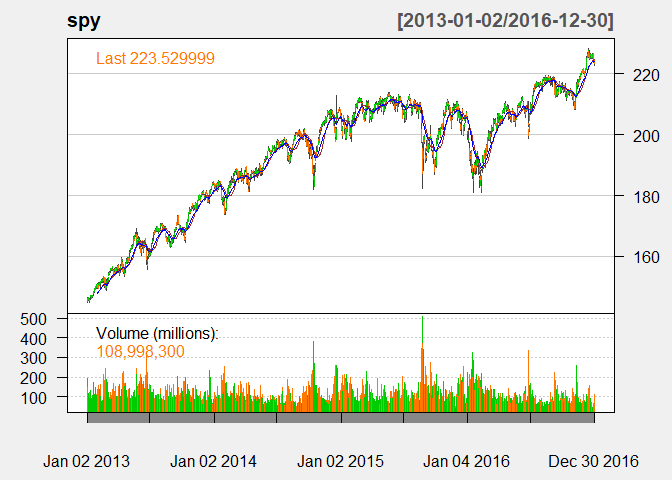 spy [2013-01-02/2016-12-30]
Last 223.529999
220
200
180
160
Volume (millions):
108,998,300
500
400
300
200
100
Jan 02 2013 Jan 02 2014 Jan 02 2015 Jan 04 2016 Dec 30 2016